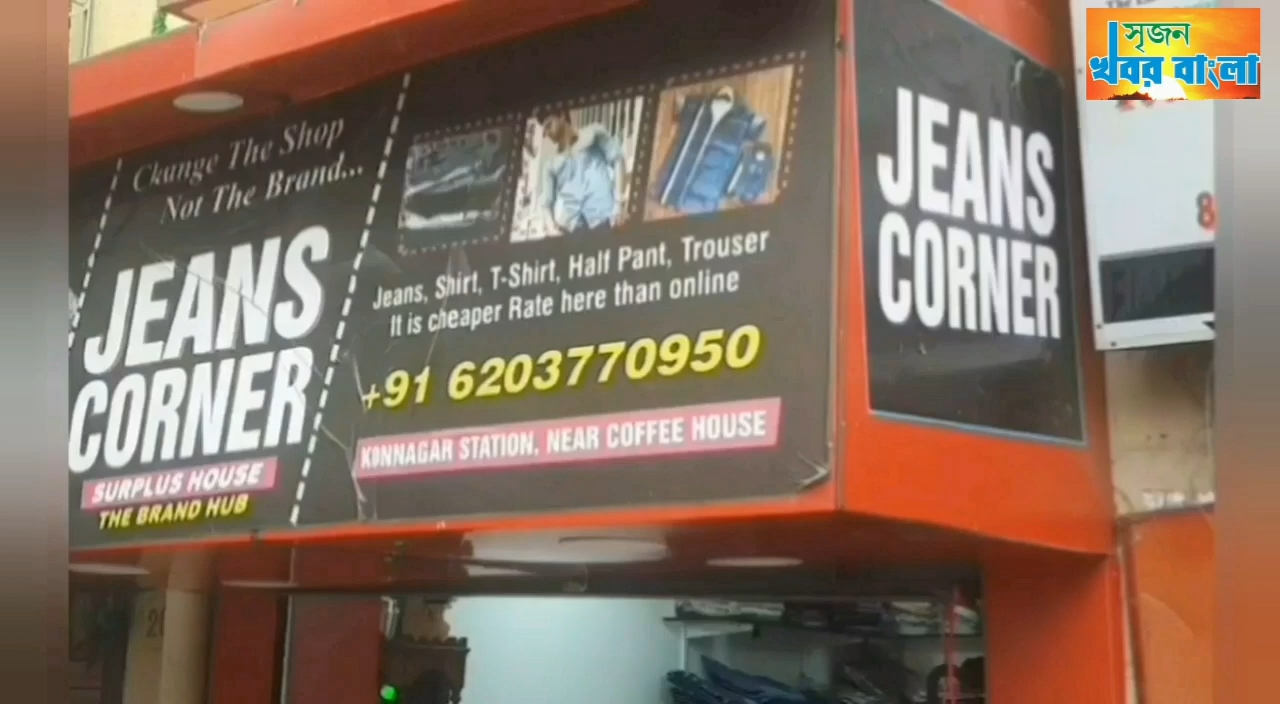 সৃজন
খবর বাংলা
Change The Shop
Not The Brand...
JEANS
CORNER
SURPLUS HOUSE
THE BRAND HUB
Jeans, Shirt, T-Shirt, Half Pant, Trouser
It is cheaper Rate here than online
+91 6203770950
KONNAGAR STATION, NEAR COFFEE HOUSE
JEANS
CORNER
8